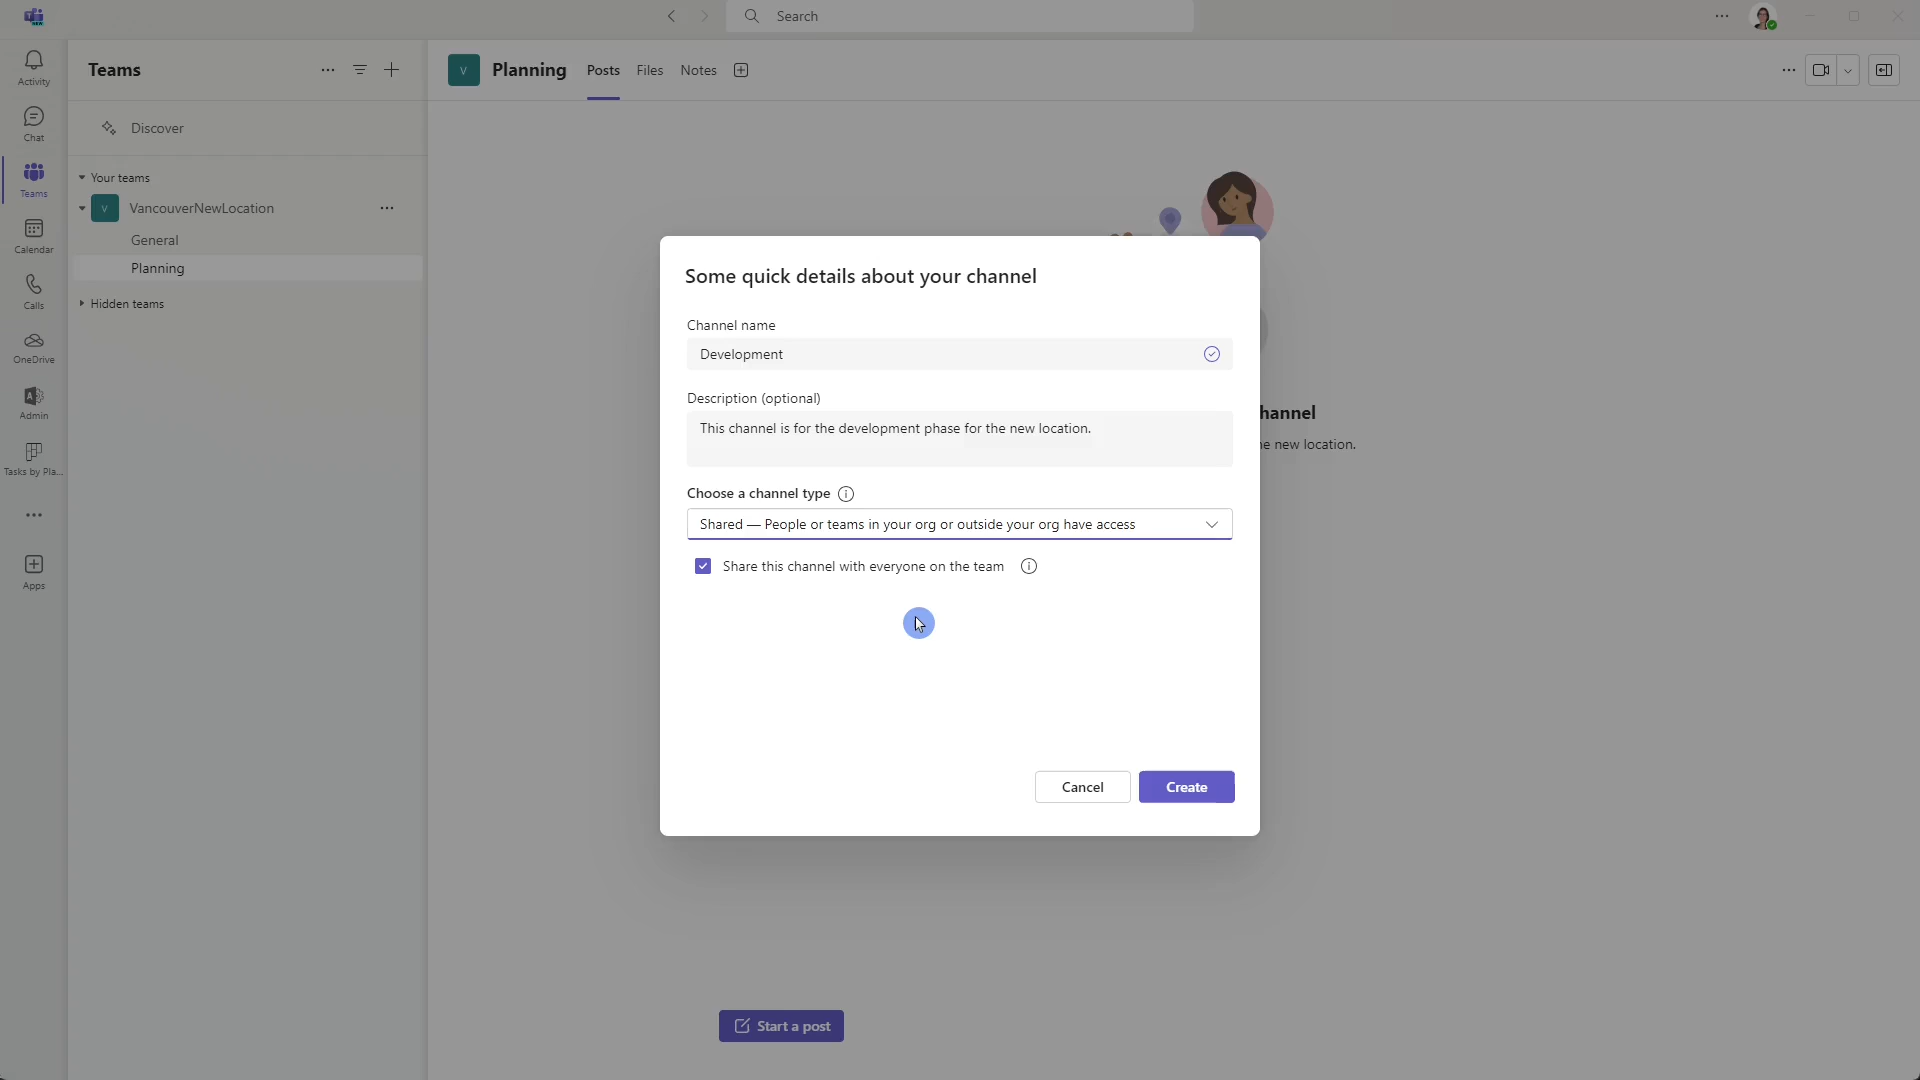 Search
Activity
Chat
Teams
Calendar
Calls
OneDrive
Admin
Tasks by Pla...
Apps
Teams
Discover
Your teams
V VancouverNewLocation
General
Planning
Hidden teams
V Planning Posts Files Notes
hannel
e new location.
Some quick details about your channel
Channel name
Development
Description (optional)
This channel is for the development phase for the new location.
Choose a channel type
Shared — People or teams in your org or outside your org have access
Share this channel with everyone on the team
Cancel Create
Start a post